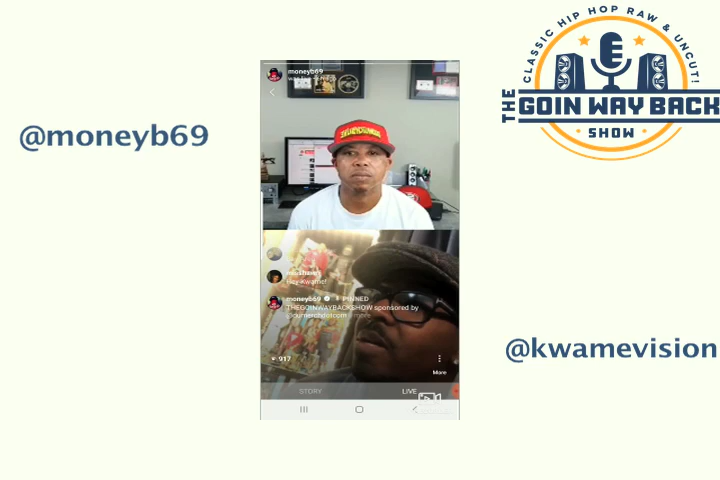 CLASSIC HIP HOP RAW & UNCUT!
THE
GOIN WAY BACK
SHOW
@moneyb69
@kwamevision
moneyb69
Hey Kwame!
moneyb69 PINNED
THEGOINWAYBACKSHOW sponsored by
more
917
More
STORY
LIVE